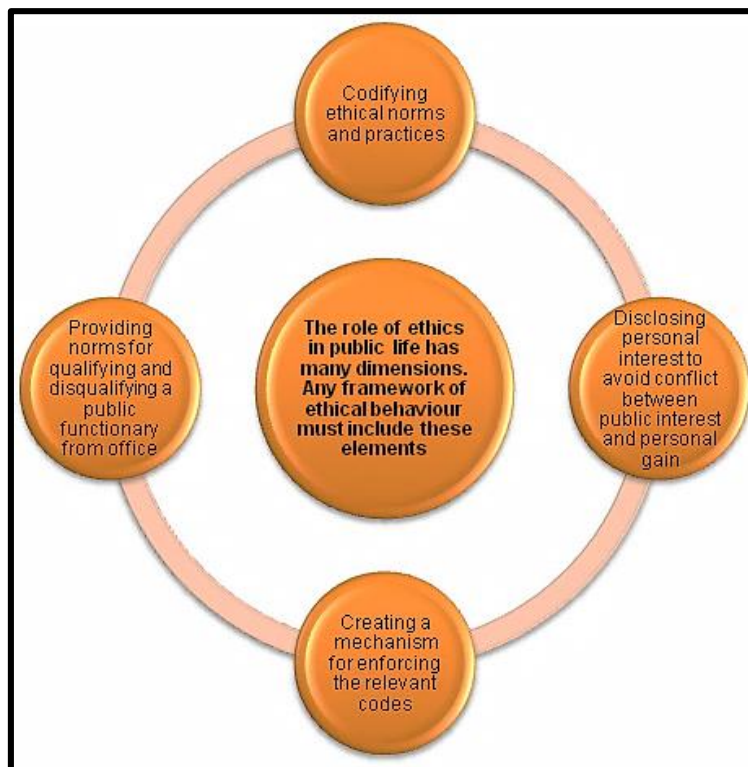 Codifying
ethical norms
and practices
Providing
norms for
qualifying and
disqualifying a
public
functionary
from office
The role of ethics
in public life has
many dimensions.
Any framework of
ethical behaviour
must include these
elements
Disclosing
personal
interest to
avoid conflict
between
public interest
and personal
gain
Creating a
mechanism
for enforcing
the relevant
codes